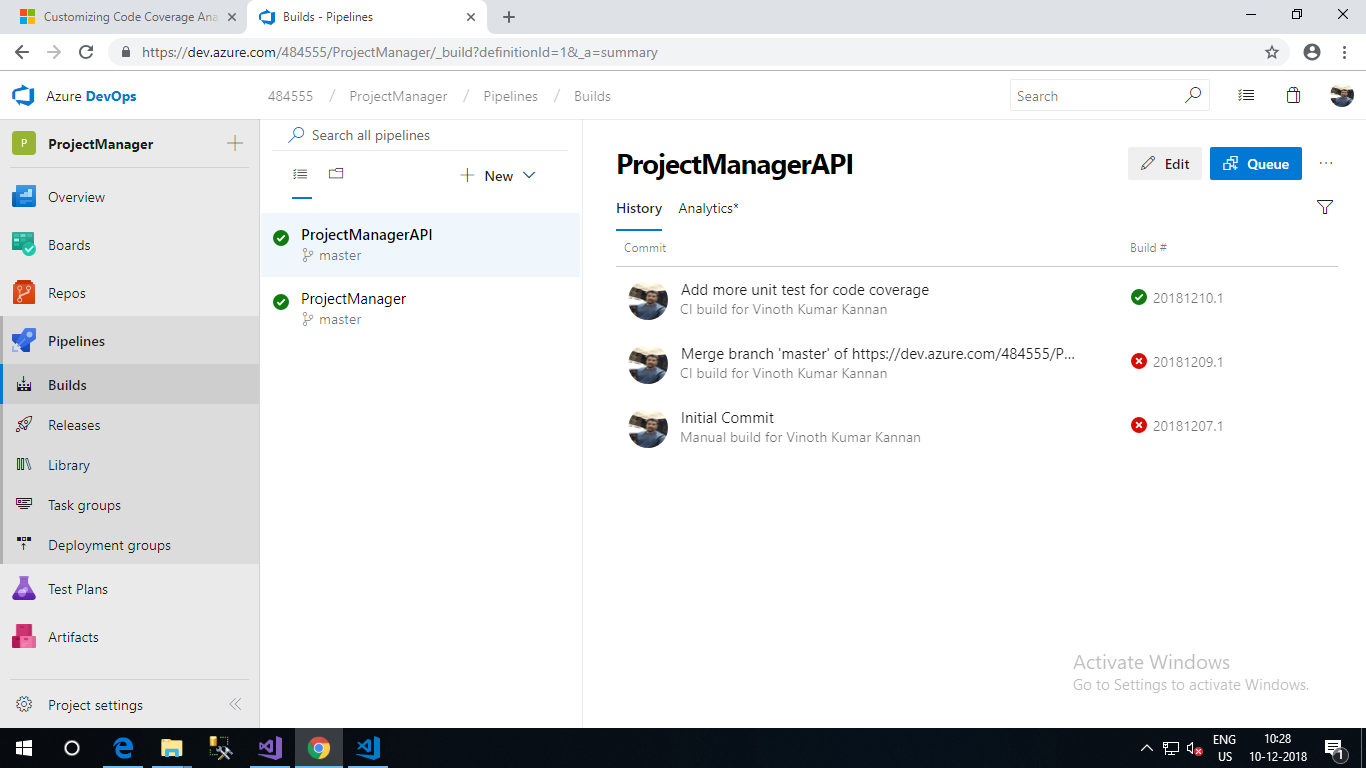 Customizing Code Coverage Ana
Builds - Pipelines
https://dev.azure.com/484555/ProjectManager/_build?definitionId=1&_a=summary
Azure DevOps
484555 / ProjectManager / Pipelines / Builds
Search
P ProjectManager
Overview
Boards
Repos
Pipelines
Builds
Releases
Library
Task groups
Deployment groups
Test Plans
Artifacts
Project settings
Search all pipelines
New
ProjectManagerAPI
master
ProjectManager
master
ProjectManagerAPI
Edit
Queue
History Analytics*
Commit Build #
Add more unit test for code coverage
CI build for Vinoth Kumar Kannan
20181210.1
Merge branch 'master' of https://dev.azure.com/484555/P...
CI build for Vinoth Kumar Kannan
20181209.1
Initial Commit
Manual build for Vinoth Kumar Kannan
20181207.1
Activate Windows
Go to Settings to activate Windows.
ENG
US
10:28
10-12-2018
1